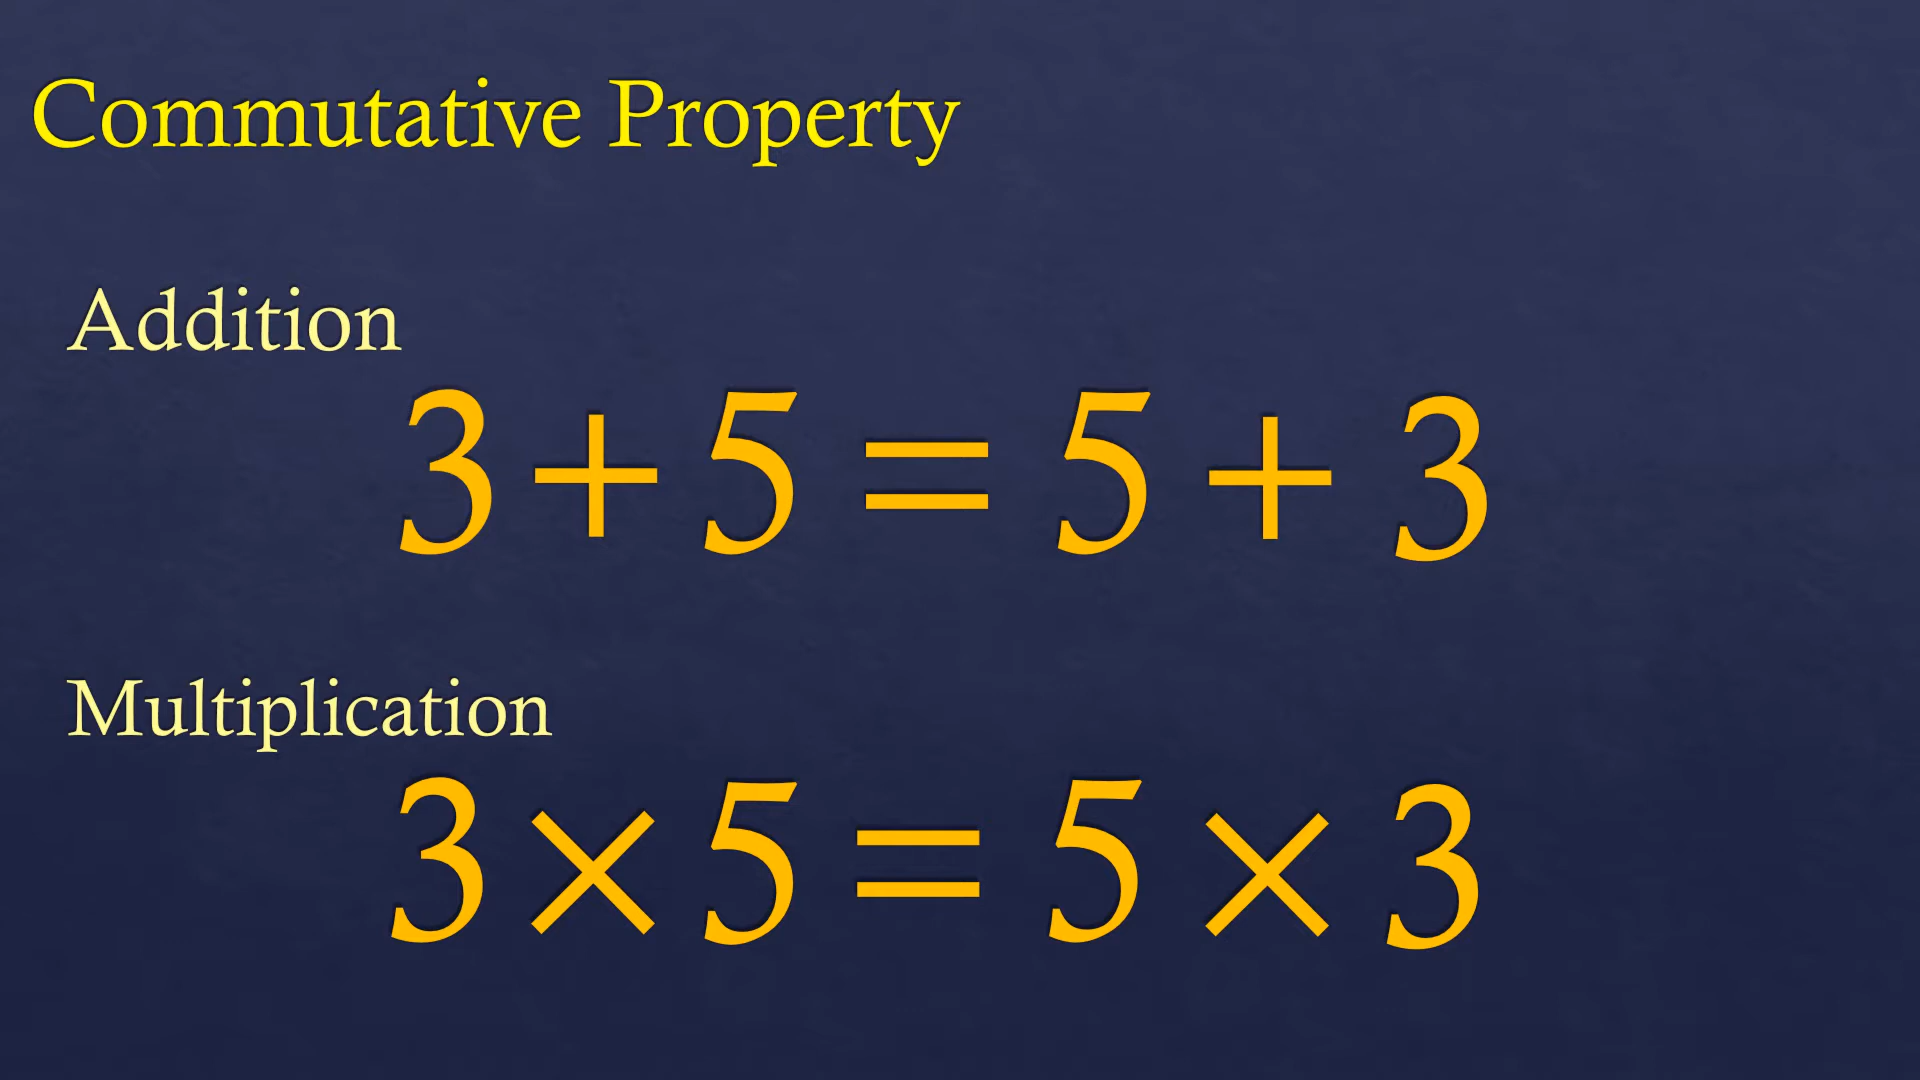 Commutative Property
Addition
3 + 5 = 5 + 3
Multiplication
3 × 5 = 5 × 3